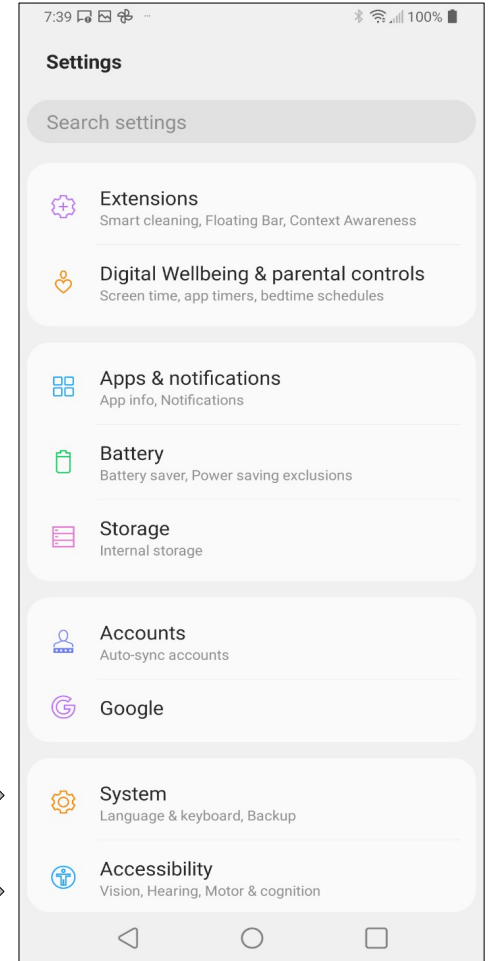 7:39 100%
Settings
Search settings
Extensions
Smart cleaning, Floating Bar, Context Awareness
Digital Wellbeing & parental controls
Screen time, app timers, bedtime schedules
Apps & notifications
App info, Notifications
Battery
Battery saver, Power saving exclusions
Storage
Internal storage
Accounts
Auto-sync accounts
Google
System
Language & keyboard, Backup
Accessibility
Vision, Hearing, Motor & cognition